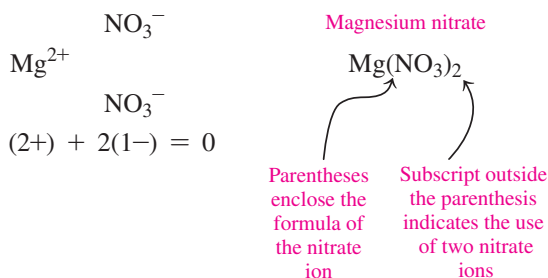 NO₃⁻
Mg²⁺
NO₃⁻
(2+) + 2(1−) = 0
Magnesium nitrate
Mg(NO₃)₂
Parentheses
enclose the
formula of
the nitrate
ion
Subscript outside
the parenthesis
indicates the use
of two nitrate
ions